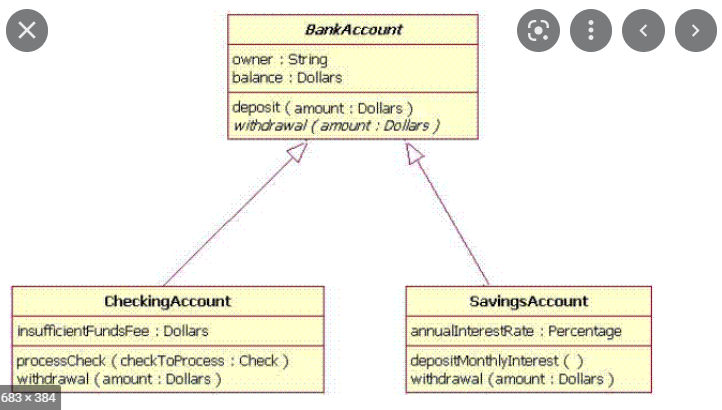 BankAccount
owner : String
balance : Dollars
deposit ( amount : Dollars )
withdrawal ( amount : Dollars )
CheckingAccount
insufficientFundsFee : Dollars
processCheck ( checkToProcess : Check )
withdrawal ( amount : Dollars )
SavingsAccount
annualInterestRate : Percentage
depositMonthlyInterest ( )
withdrawal ( amount : Dollars )
683 × 384